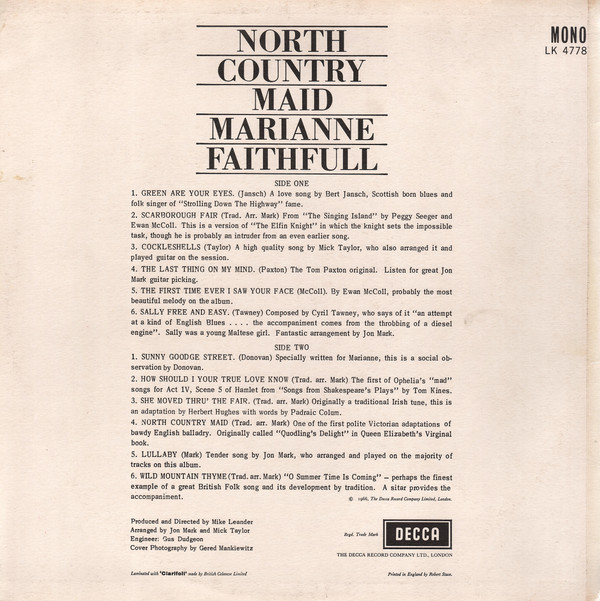 NORTH
COUNTRY
MAID
MARIANNE
FAITHFULL
MONO
LK 4778
SIDE ONE
1. GREEN ARE YOUR EYES. (Jansch) A love song by Bert Jansch, Scottish born blues and
folk singer of "Strolling Down The Highway" fame.
2. SCARBOROUGH FAIR (Trad. Arr. Mark) From "The Singing Island" by Peggy Seeger and
Ewan McColl. This is a version of "The Elfin Knight" in which the knight sets the impossible
task, though he is probably an intruder from an even earlier song.
3. COCKLESHELLS (Taylor) A high quality song by Mick Taylor, who also arranged it and
played guitar on the session.
4. THE LAST THING ON MY MIND. (Paxton) The Tom Paxton original. Listen for great Jon
Mark guitar picking.
5. THE FIRST TIME EVER I SAW YOUR FACE (McColl). By Ewan McColl, probably the most
beautiful melody on the album.
6. SALLY FREE AND EASY. (Tawney) Composed by Cyril Tawney, who says of it "an attempt
at a kind of English Blues . . . . the accompaniment comes from the throbbing of a diesel
engine". Sally was a young Maltese girl. Fantastic arrangement by Jon Mark.
SIDE TWO
1. SUNNY GOODGE STREET. (Donovan) Specially written for Marianne, this is a social ob-
servation by Donovan.
2. HOW SHOULD I YOUR TRUE LOVE KNOW (Trad. arr. Mark) The first of Ophelia's "mad"
songs for Act IV, Scene 5 of Hamlet from "Songs from Shakespeare's Plays" by Tom Kines.
3. SHE MOVED THRU' THE FAIR. (Trad. arr. Mark) Originally a traditional Irish tune, this is
an adaptation by Herbert Hughes with words by Padraic Colum.
4. NORTH COUNTRY MAID (Trad. arr. Mark) One of the first polite Victorian adaptations of
bawdy English balladry. Originally called "Quodling's Delight" in Queen Elizabeth's Virginal
book.
5. LULLABY (Mark) Tender song by Jon Mark, who arranged and played on the majority of
tracks on this album.
6. WILD MOUNTAIN THYME (Trad. arr. Mark) "O Summer Time Is Coming" – perhaps the finest
example of a great British Folk song and its development by tradition. A sitar provides the
accompaniment.
© 1966, The Decca Record Company Limited, London.
Produced and Directed by Mike Leander
Arranged by Jon Mark and Mick Taylor
Engineer: Gus Dudgeon
Cover Photography by Gered Mankiewitz
Regd. Trade Mark
DECCA
THE DECCA RECORD COMPANY LTD., LONDON
Laminated with 'Clarifoil' made by British Celanese Limited
Printed in England by Robert Stace.